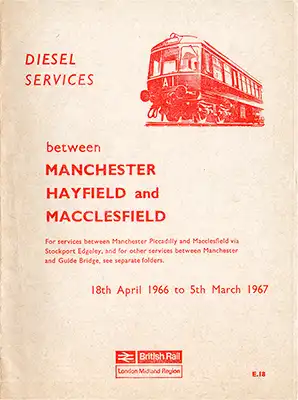 DIESEL
SERVICES
A1
between
MANCHESTER
HAYFIELD and
MACCLESFIELD
For services between Manchester Piccadilly and Macclesfield via
Stockport Edgeley, and for other services between Manchester
and Guide Bridge, see separate folders.
18th April 1966 to 5th March 1967
British Rail
London Midland Region
E.18